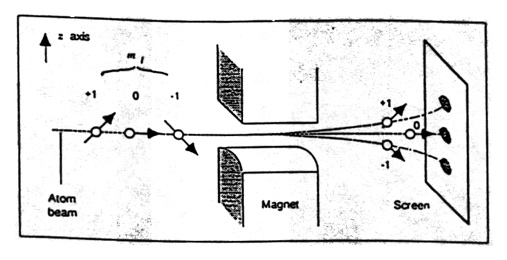 z axis
m l
+1 0 -1
+1
0
-1
Atom
beam
Magnet
Screen